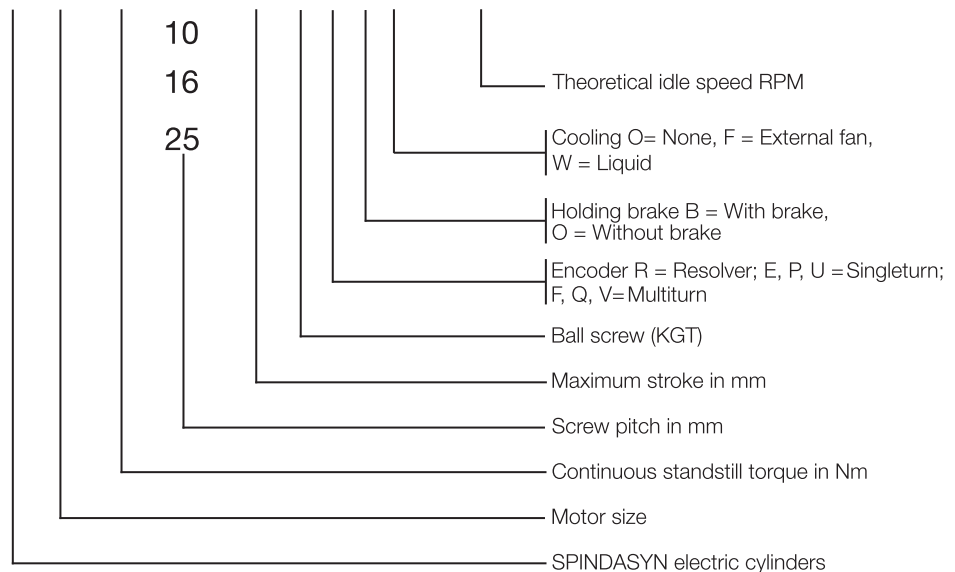 10
16
Theoretical idle speed RPM
25
Cooling O= None, F = External fan,
W = Liquid
Holding brake B = With brake,
O = Without brake
Encoder R = Resolver; E, P, U =Singleturn;
F, Q, V=Multiturn
Ball screw (KGT)
Maximum stroke in mm
Screw pitch in mm
Continuous standstill torque in Nm
Motor size
SPINDASYN electric cylinders